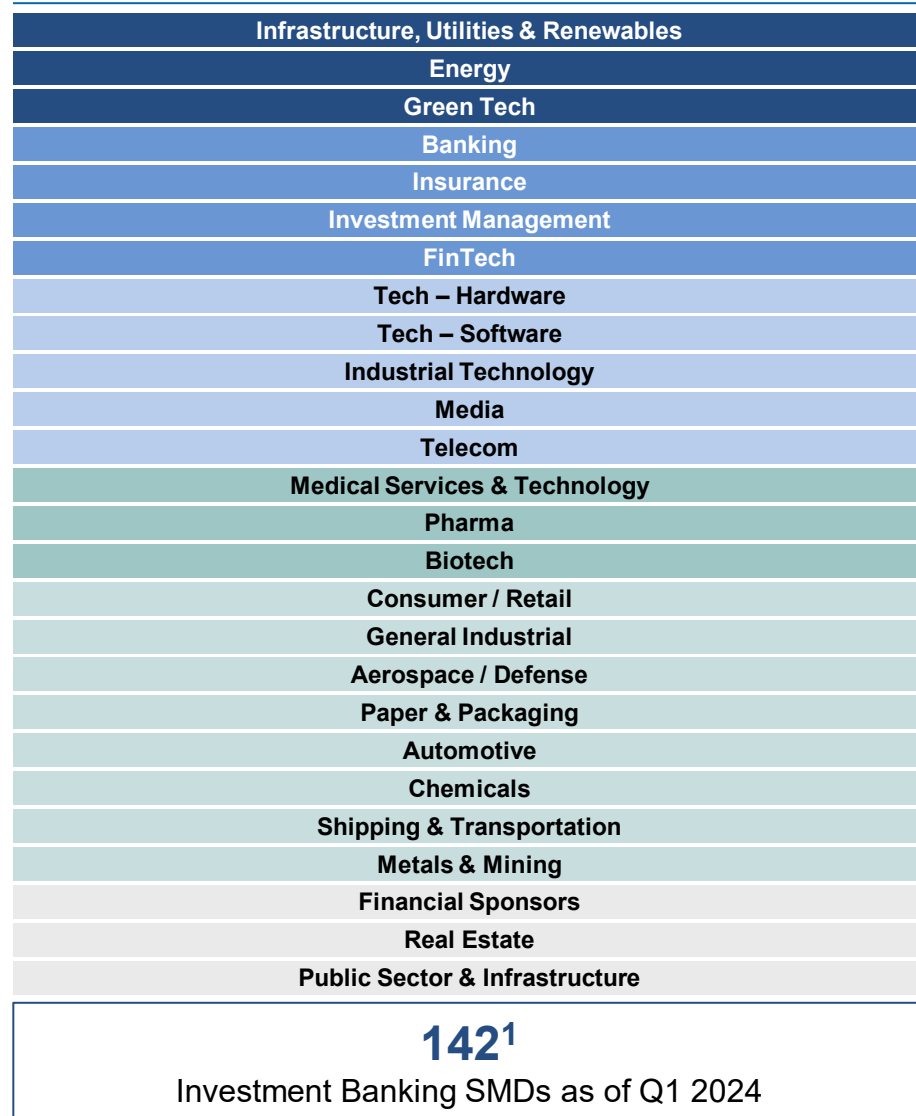 Infrastructure, Utilities & Renewables
Energy
Green Tech
Banking
Insurance
Investment Management
FinTech
Tech – Hardware
Tech – Software
Industrial Technology
Media
Telecom
Medical Services & Technology
Pharma
Biotech
Consumer / Retail
General Industrial
Aerospace / Defense
Paper & Packaging
Automotive
Chemicals
Shipping & Transportation
Metals & Mining
Financial Sponsors
Real Estate
Public Sector & Infrastructure
142¹
Investment Banking SMDs as of Q1 2024